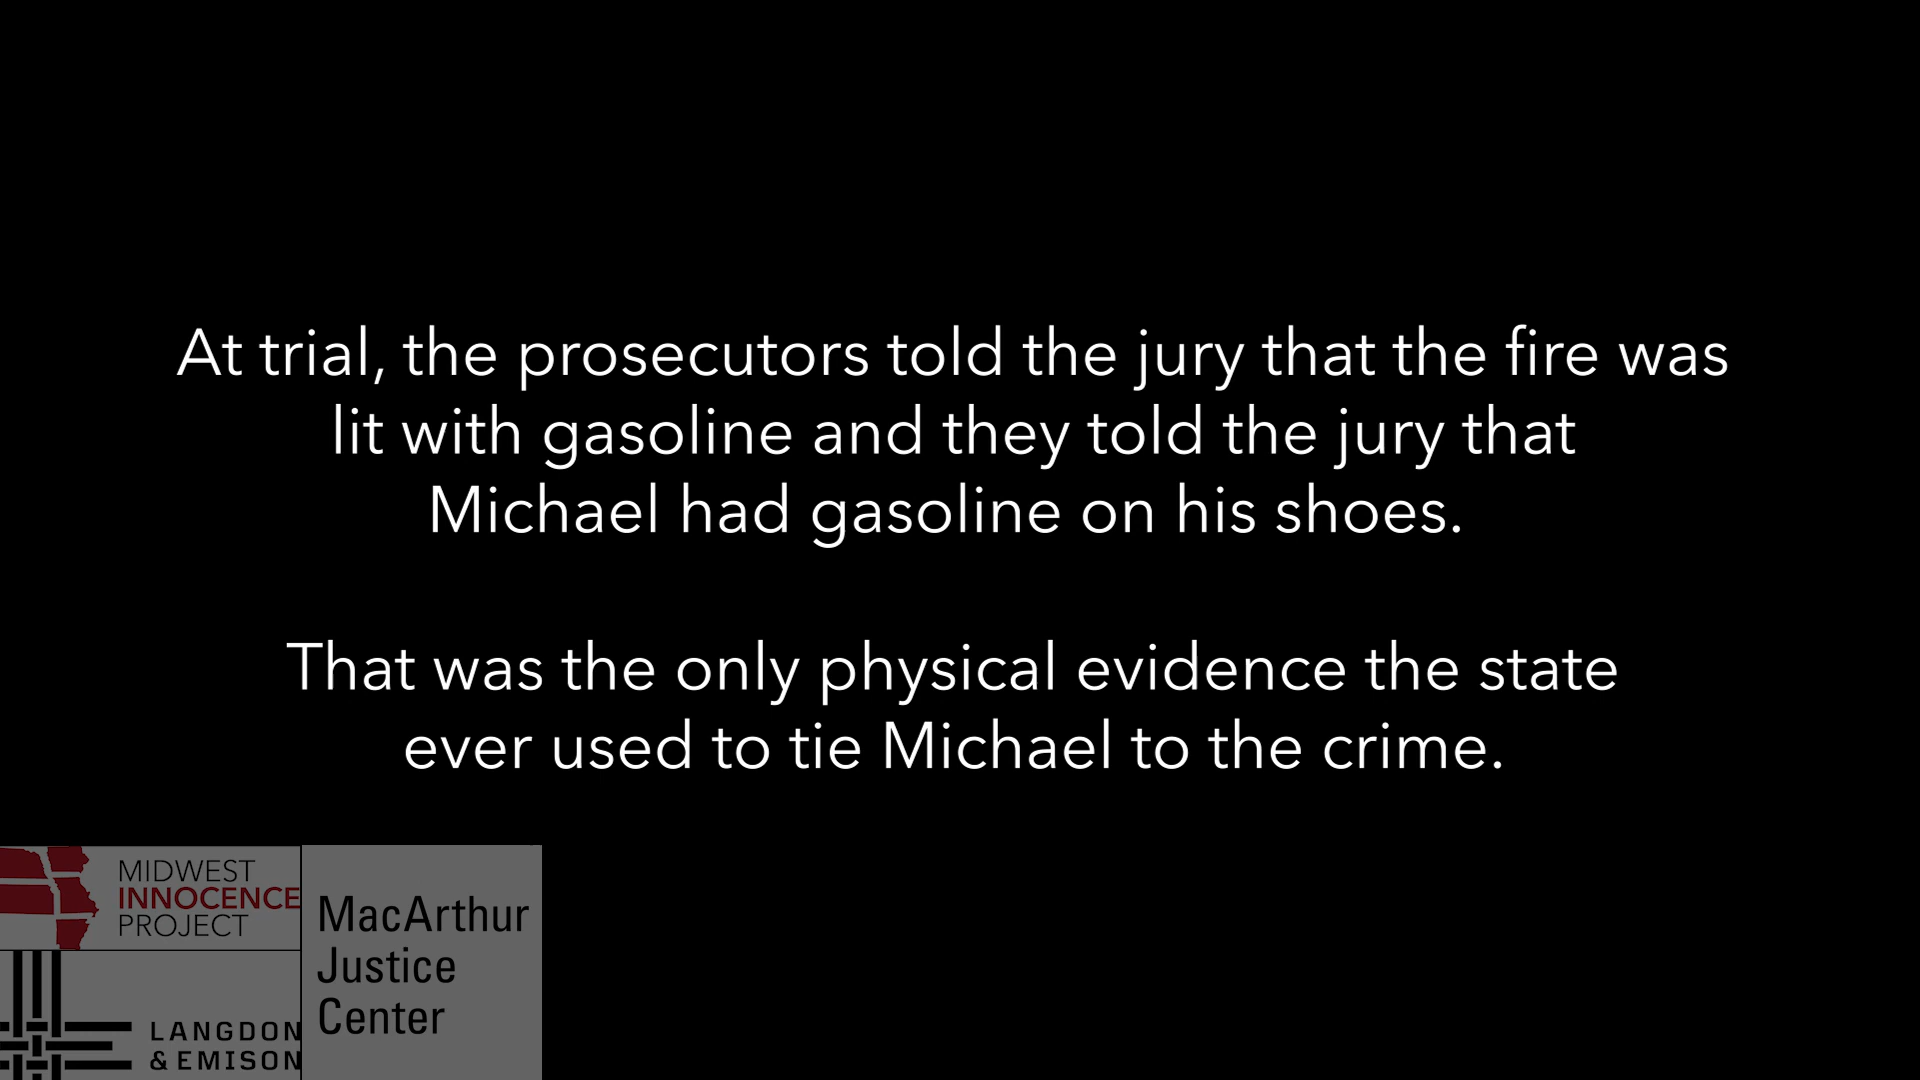 At trial, the prosecutors told the jury that the fire was
lit with gasoline and they told the jury that
Michael had gasoline on his shoes.
That was the only physical evidence the state
ever used to tie Michael to the crime.
MIDWEST
INNOCENCE
PROJECT
MacArthur
Justice
Center
LANGDON
& EMISON